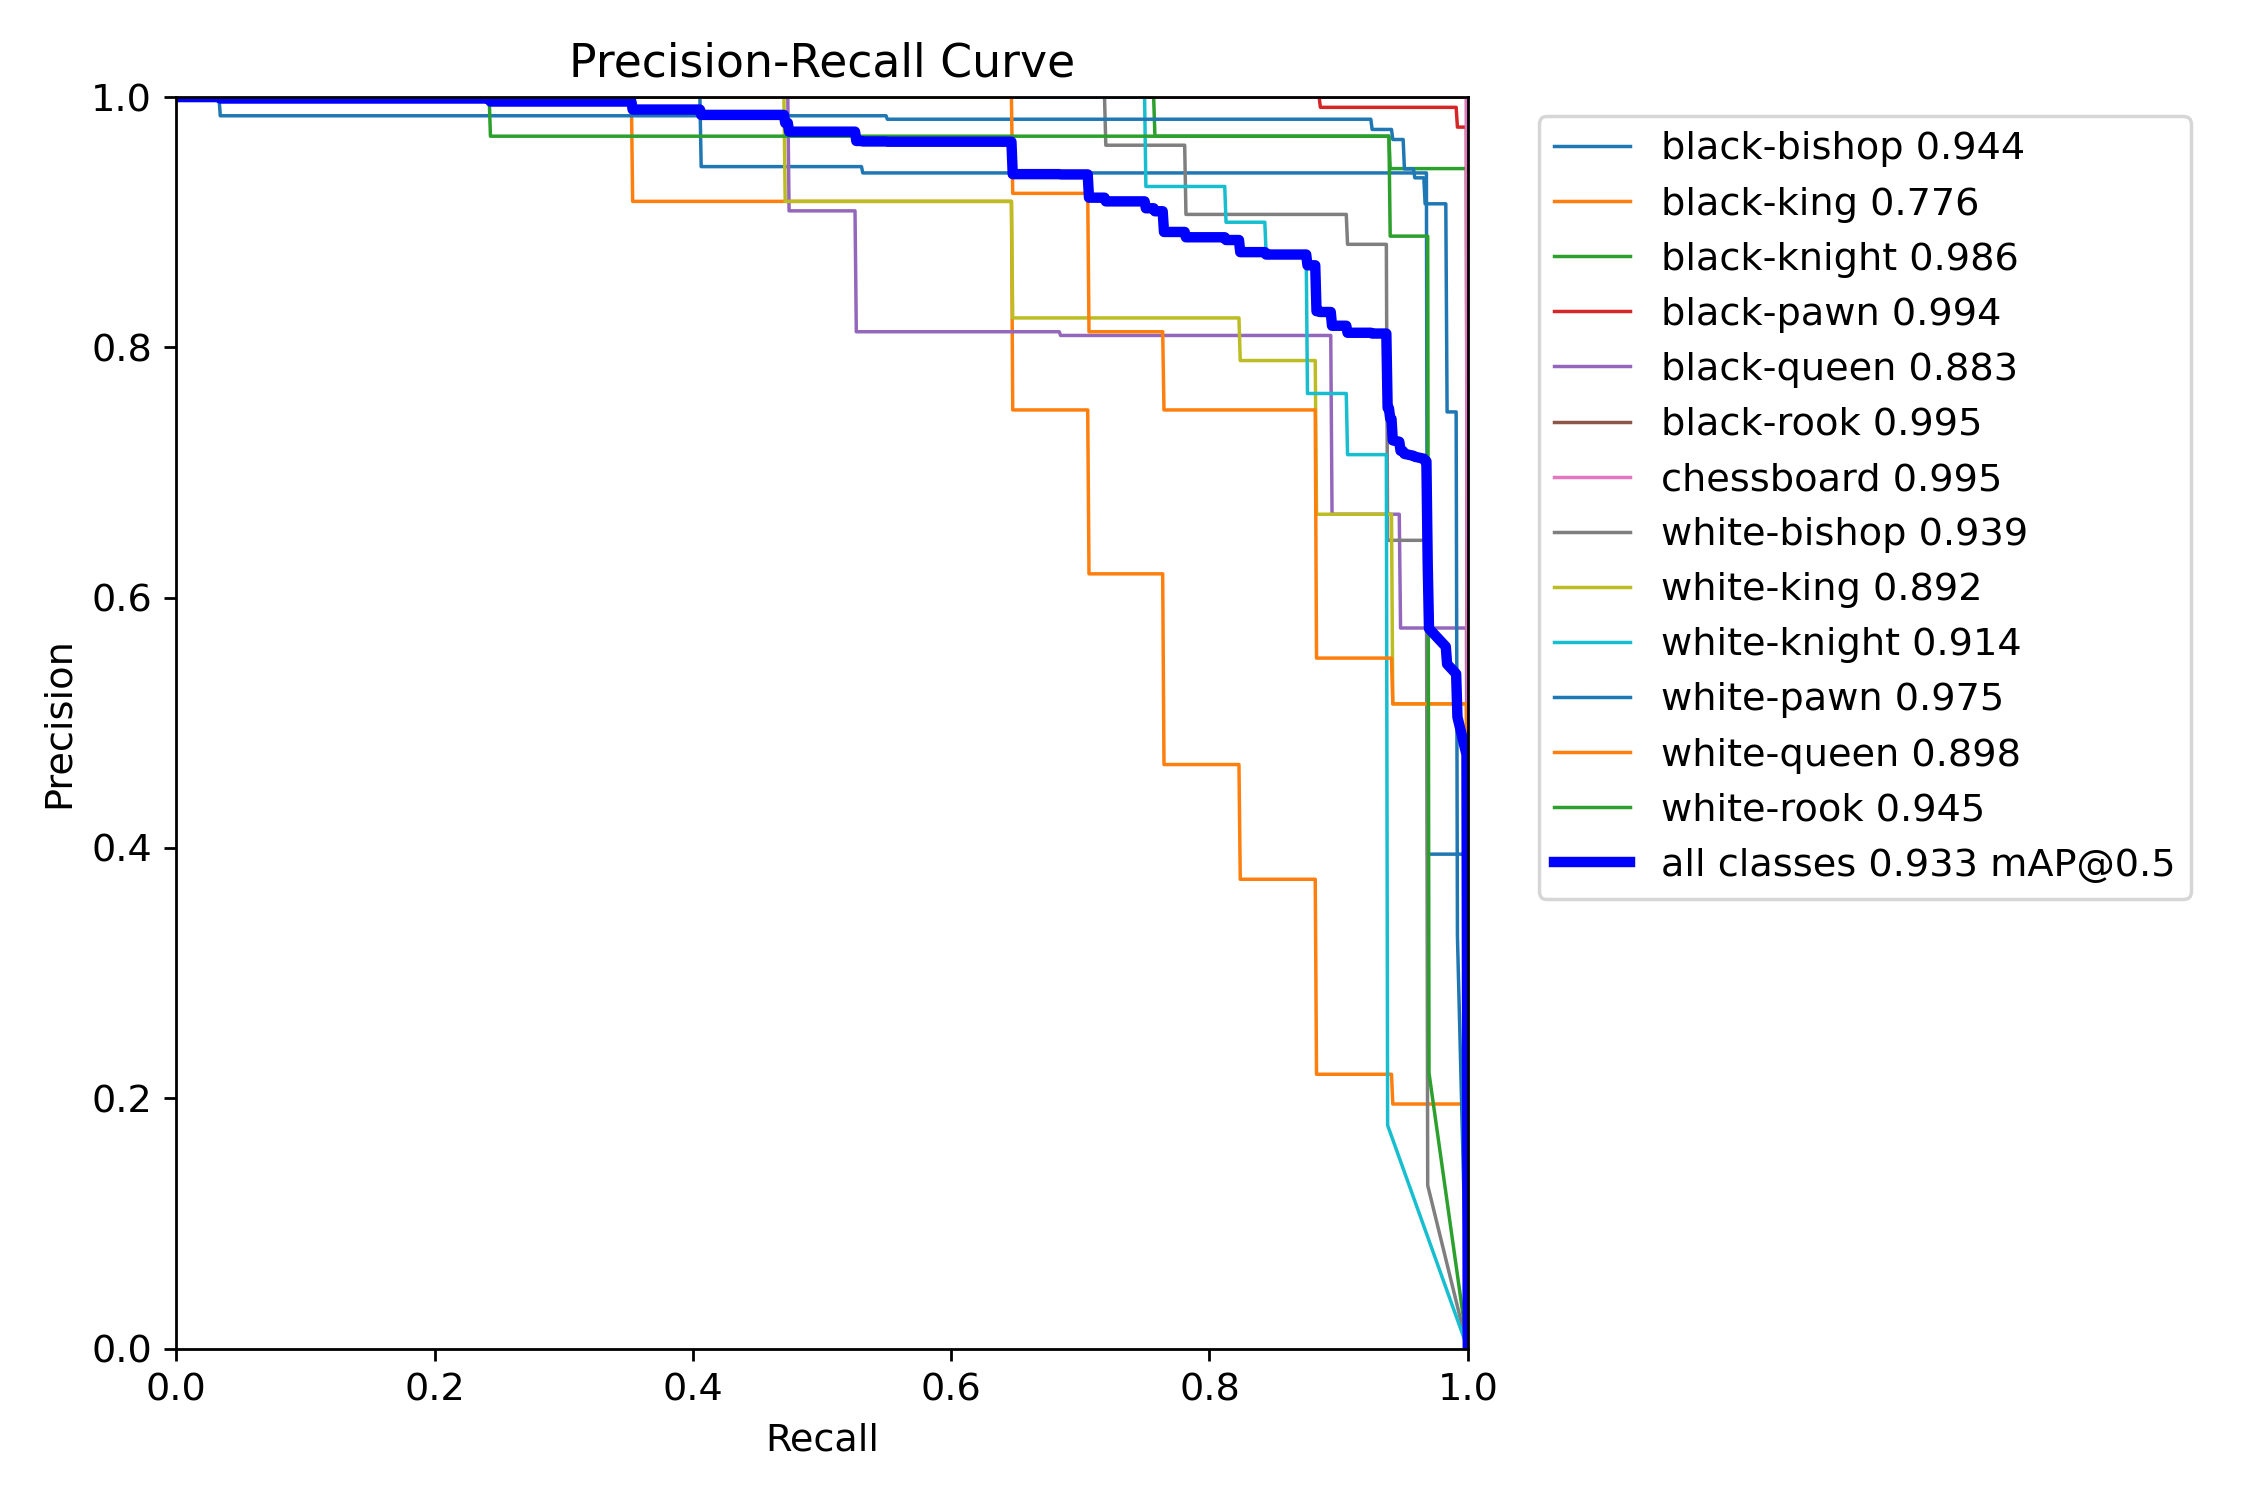 Precision-Recall Curve
1.0
0.8
0.6
0.4
0.2
0.0
Precision
0.0 0.2 0.4 0.6 0.8 1.0
Recall
black-bishop 0.944
black-king 0.776
black-knight 0.986
black-pawn 0.994
black-queen 0.883
black-rook 0.995
chessboard 0.995
white-bishop 0.939
white-king 0.892
white-knight 0.914
white-pawn 0.975
white-queen 0.898
white-rook 0.945
all classes 0.933 mAP@0.5